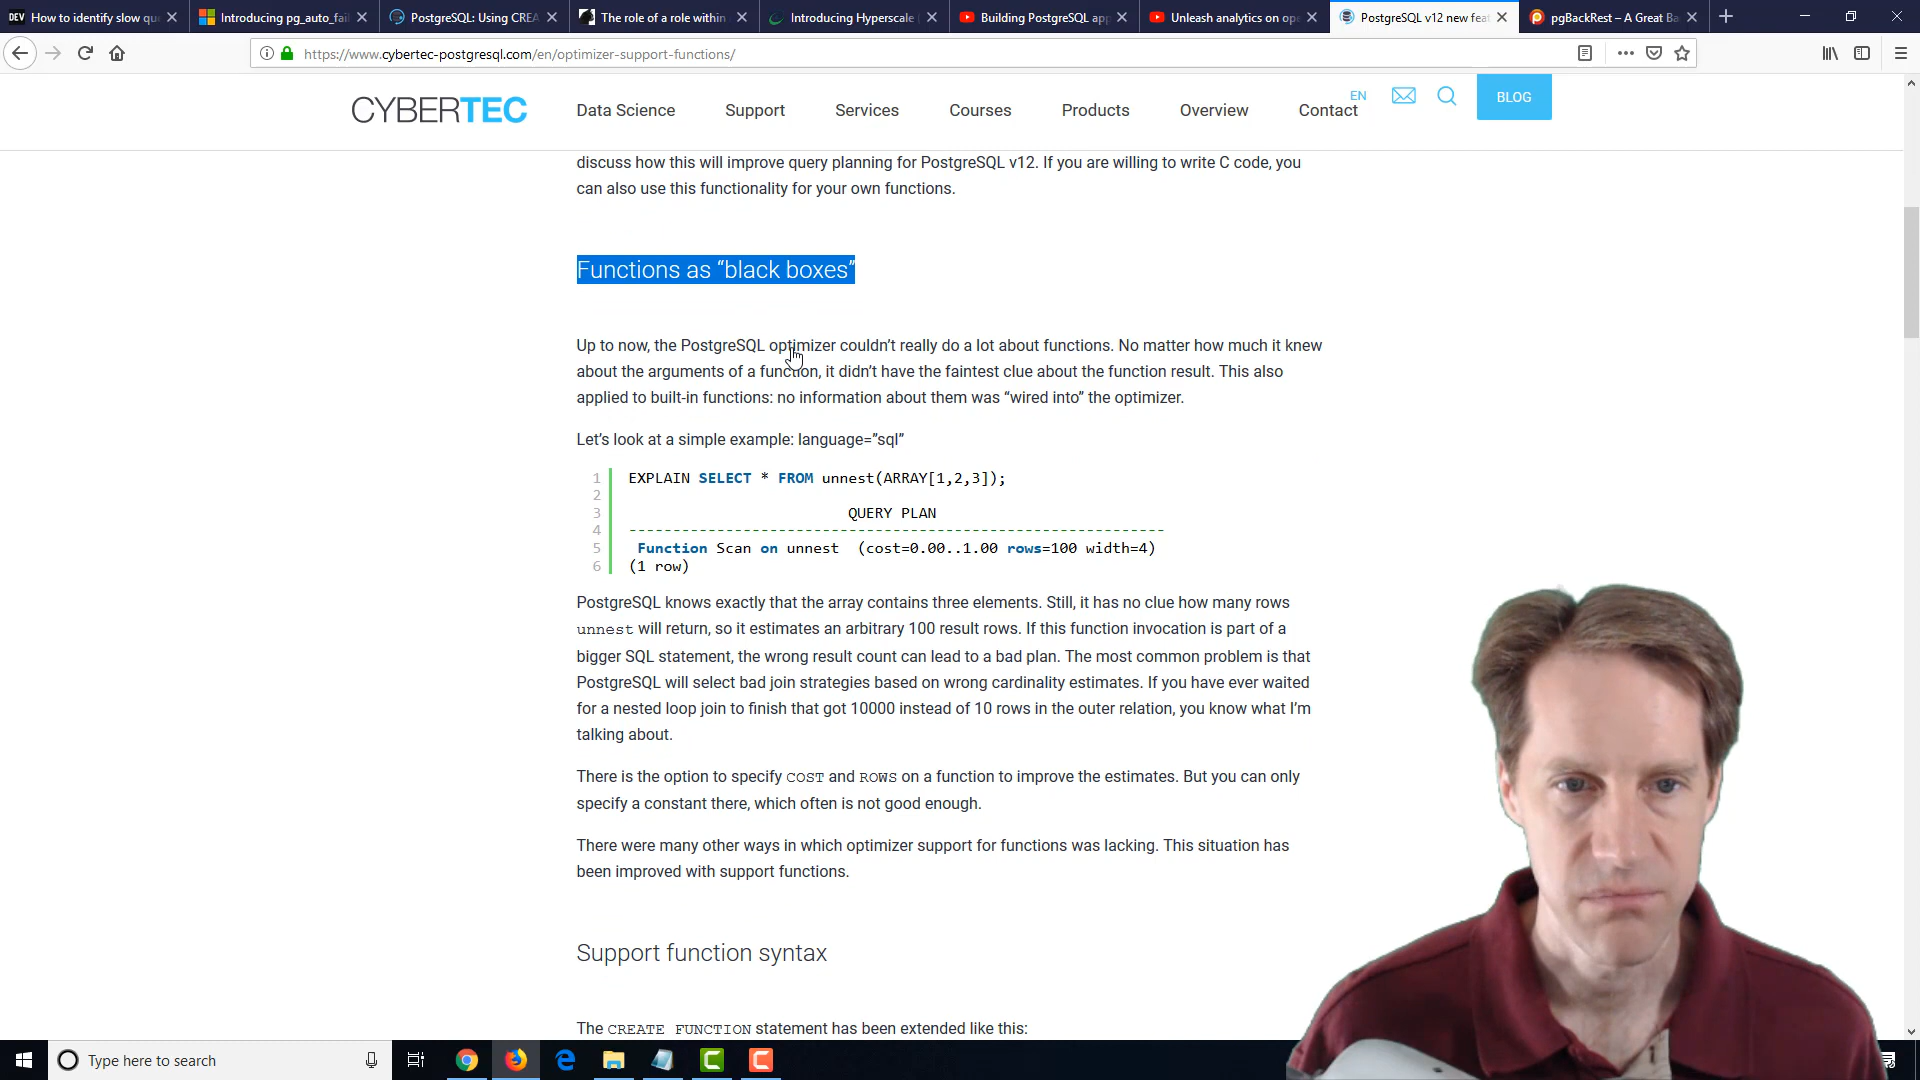 How to identify slow que
Introducing pg_auto_fail
PostgreSQL: Using CREA
The role of a role within
Introducing Hyperscale (
Building PostgreSQL app
Unleash analytics on ope
PostgreSQL v12 new feat
pgBackRest – A Great Ba
https://www.cybertec-postgresql.com/en/optimizer-support-functions/
CYBERTEC
Data Science
Support
Services
Courses
Products
Overview
Contact
EN
BLOG
discuss how this will improve query planning for PostgreSQL v12. If you are willing to write C code, you
can also use this functionality for your own functions.
Functions as “black boxes”
Up to now, the PostgreSQL optimizer couldn’t really do a lot about functions. No matter how much it knew
about the arguments of a function, it didn’t have the faintest clue about the function result. This also
applied to built-in functions: no information about them was “wired into” the optimizer.
Let’s look at a simple example: language=”sql”
1 EXPLAIN SELECT * FROM unnest(ARRAY[1,2,3]);
2
3 QUERY PLAN
4 -------------------------------------------------------------
5 Function Scan on unnest (cost=0.00..1.00 rows=100 width=4)
6 (1 row)
PostgreSQL knows exactly that the array contains three elements. Still, it has no clue how many rows
unnest will return, so it estimates an arbitrary 100 result rows. If this function invocation is part of a
bigger SQL statement, the wrong result count can lead to a bad plan. The most common problem is that
PostgreSQL will select bad join strategies based on wrong cardinality estimates. If you have ever waited
for a nested loop join to finish that got 10000 instead of 10 rows in the outer relation, you know what I’m
talking about.
There is the option to specify COST and ROWS on a function to improve the estimates. But you can only
specify a constant there, which often is not good enough.
There were many other ways in which optimizer support for functions was lacking. This situation has
been improved with support functions.
Support function syntax
The CREATE FUNCTION statement has been extended like this:
Type here to search